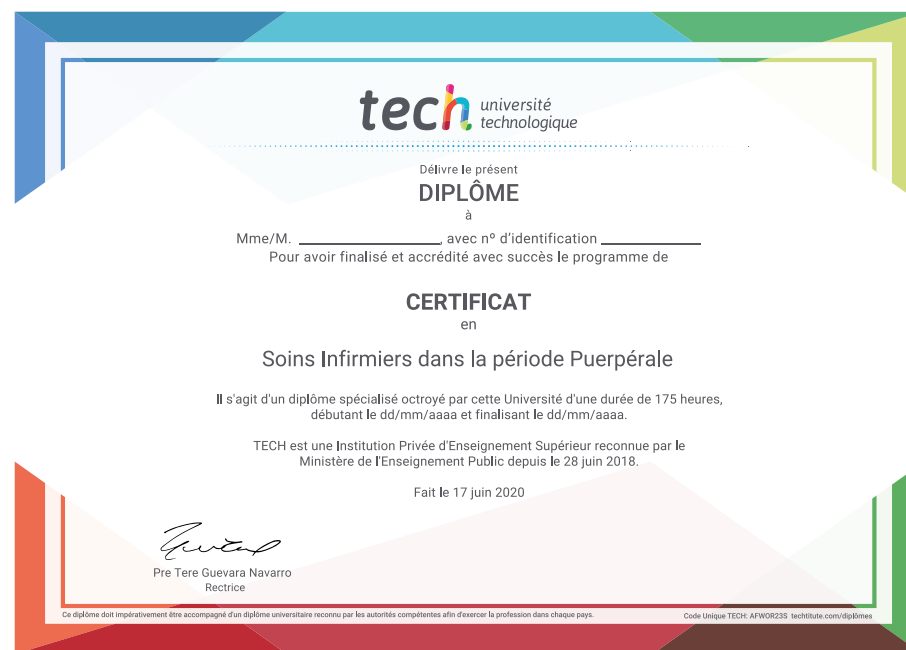 tech université
technologique
Délivre le présent
DIPLÔME
à
Mme/M. ____________________, avec nº d'identification ______________
Pour avoir finalisé et accrédité avec succès le programme de
CERTIFICAT
en
Soins Infirmiers dans la période Puerpérale
Il s'agit d'un diplôme spécialisé octroyé par cette Université d'une durée de 175 heures,
débutant le dd/mm/aaaa et finalisant le dd/mm/aaaa.
TECH est une Institution Privée d'Enseignement Supérieur reconnue par le
Ministère de l'Enseignement Public depuis le 28 juin 2018.
Fait le 17 juin 2020
Pre Tere Guevara Navarro
Rectrice
Ce diplôme doit impérativement être accompagné d'un diplôme universitaire reconnu par les autorités compétentes afin d'exercer la profession dans chaque pays.
Code Unique TECH: AFWOR23S techtitute.com/diplômes